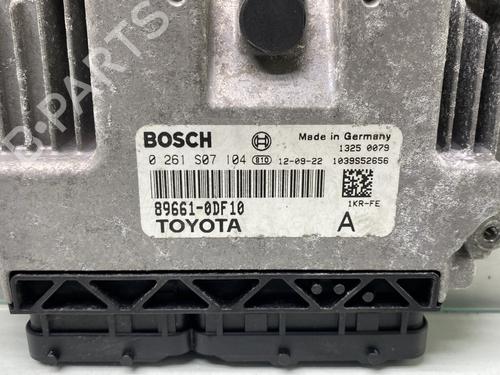 BOSCH
Made in Germany
1325 0079
0 261 S07 104 810 12-09-22 1039S52656
89661-0DF10
1KR-FE
TOYOTA A
B-PARTS